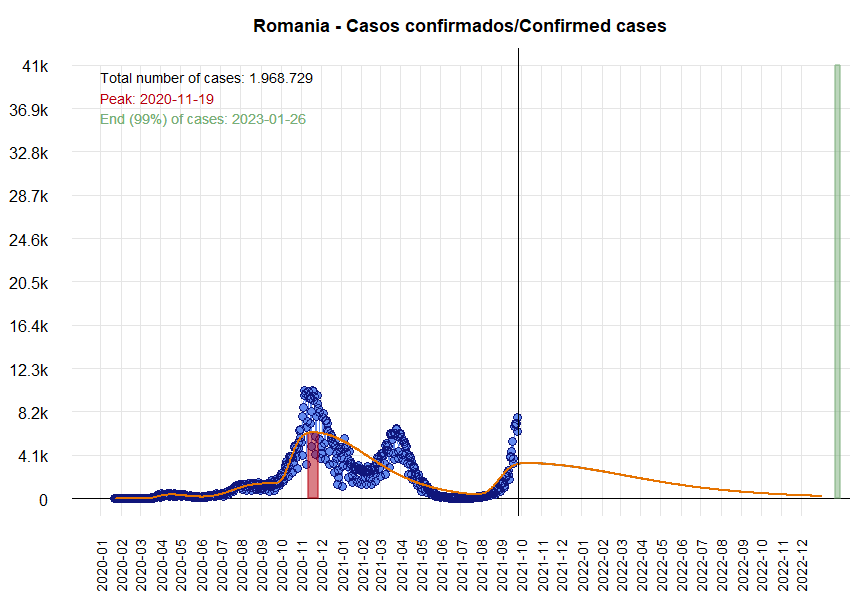 Romania - Casos confirmados/Confirmed cases
41k
Total number of cases: 1.968.729
Peak: 2020-11-19
End (99%) of cases: 2023-01-26
36.9k
32.8k
28.7k
24.6k
20.5k
16.4k
12.3k
8.2k
4.1k
0
2020-01
2020-02
2020-03
2020-04
2020-05
2020-06
2020-07
2020-08
2020-09
2020-10
2020-11
2020-12
2021-01
2021-02
2021-03
2021-04
2021-05
2021-06
2021-07
2021-08
2021-09
2021-10
2021-11
2021-12
2022-01
2022-02
2022-03
2022-04
2022-05
2022-06
2022-07
2022-08
2022-09
2022-10
2022-11
2022-12